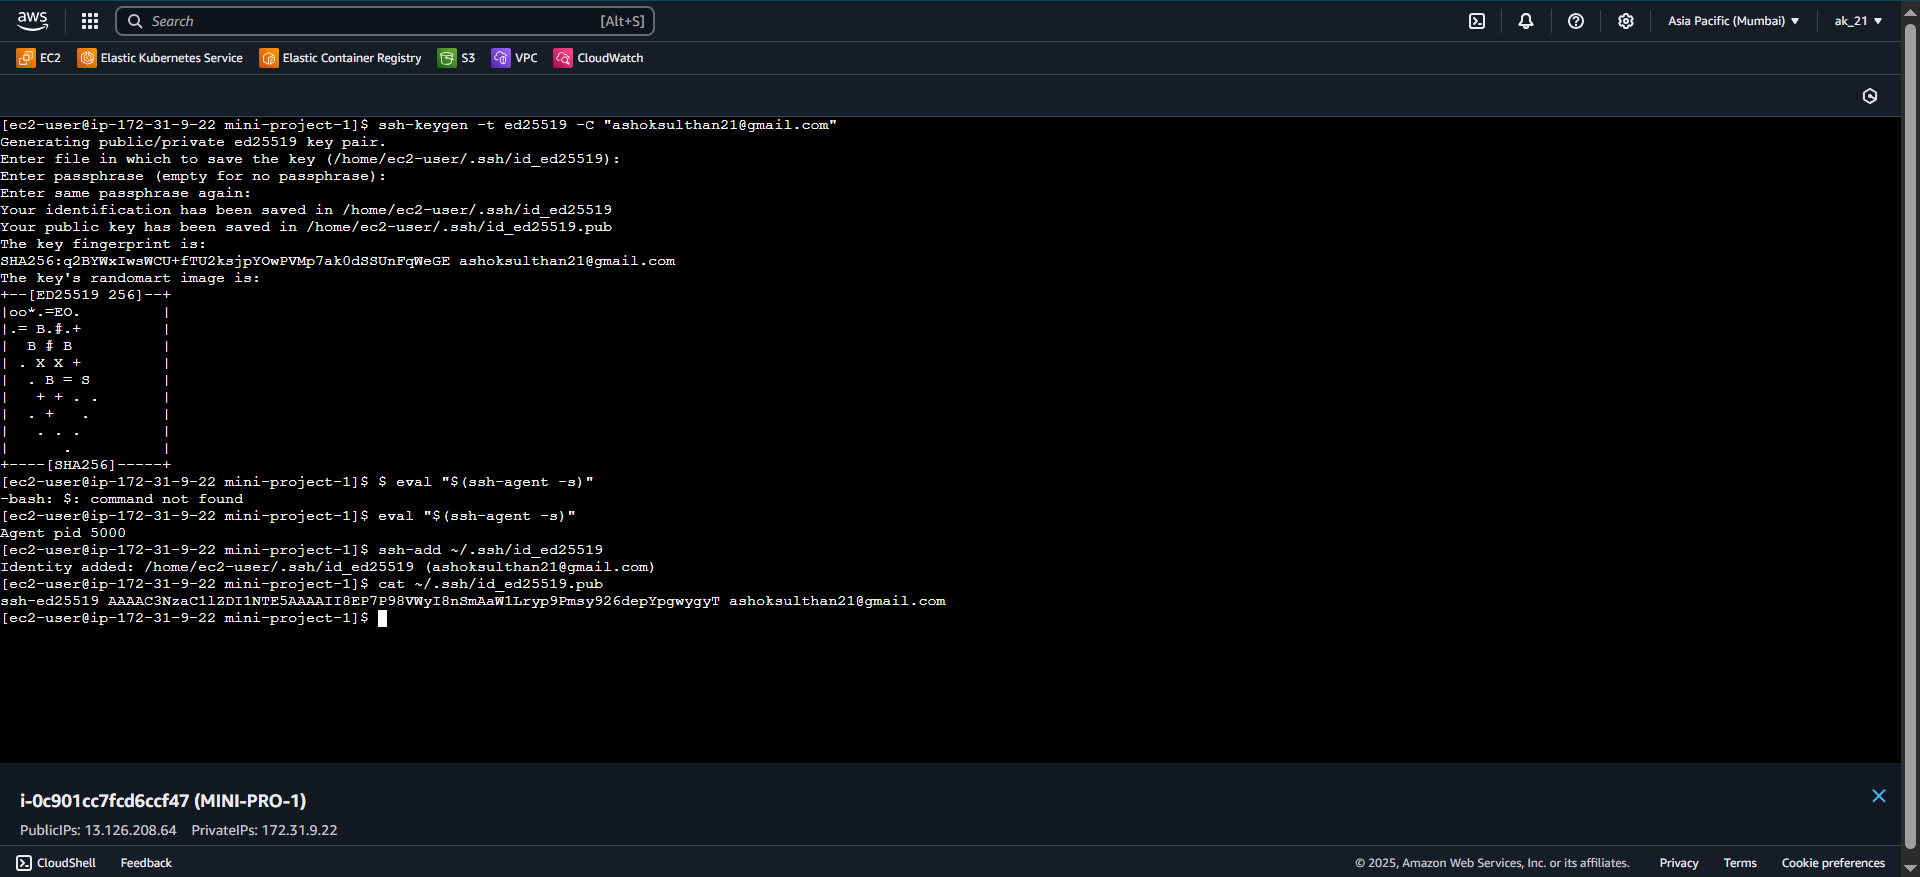 aws Search [Alt+S] Asia Pacific (Mumbai) ▼ ak_21 ▼
EC2 Elastic Kubernetes Service Elastic Container Registry S3 VPC CloudWatch
[ec2-user@ip-172-31-9-22 mini-project-1]$ ssh-keygen -t ed25519 -C "ashoksulthan21@gmail.com"
Generating public/private ed25519 key pair.
Enter file in which to save the key (/home/ec2-user/.ssh/id_ed25519):
Enter passphrase (empty for no passphrase):
Enter same passphrase again:
Your identification has been saved in /home/ec2-user/.ssh/id_ed25519
Your public key has been saved in /home/ec2-user/.ssh/id_ed25519.pub
The key fingerprint is:
SHA256:q2BYWxIwsWCU+fTU2ksjpYOwPVMp7ak0dSSUnFqWeGE ashoksulthan21@gmail.com
The key's randomart image is:
+--[ED25519 256]--+
|oo*.=EO.         |
|.= B.#.+         |
|  B # B          |
| . X X +         |
|  . B = S        |
|   + + . .       |
|  . +   .        |
|   . . .         |
|      .          |
+----[SHA256]-----+
[ec2-user@ip-172-31-9-22 mini-project-1]$ $ eval "$(ssh-agent -s)"
-bash: $: command not found
[ec2-user@ip-172-31-9-22 mini-project-1]$ eval "$(ssh-agent -s)"
Agent pid 5000
[ec2-user@ip-172-31-9-22 mini-project-1]$ ssh-add ~/.ssh/id_ed25519
Identity added: /home/ec2-user/.ssh/id_ed25519 (ashoksulthan21@gmail.com)
[ec2-user@ip-172-31-9-22 mini-project-1]$ cat ~/.ssh/id_ed25519.pub
ssh-ed25519 AAAAC3NzaC1lZDI1NTE5AAAAII8EP7P98VWyI8nSmAaW1Lryp9Pmsy926depYpgwygyT ashoksulthan21@gmail.com
[ec2-user@ip-172-31-9-22 mini-project-1]$
i-0c901cc7fcd6ccf47 (MINI-PRO-1)
PublicIPs: 13.126.208.64 PrivateIPs: 172.31.9.22
CloudShell Feedback © 2025, Amazon Web Services, Inc. or its affiliates. Privacy Terms Cookie preferences